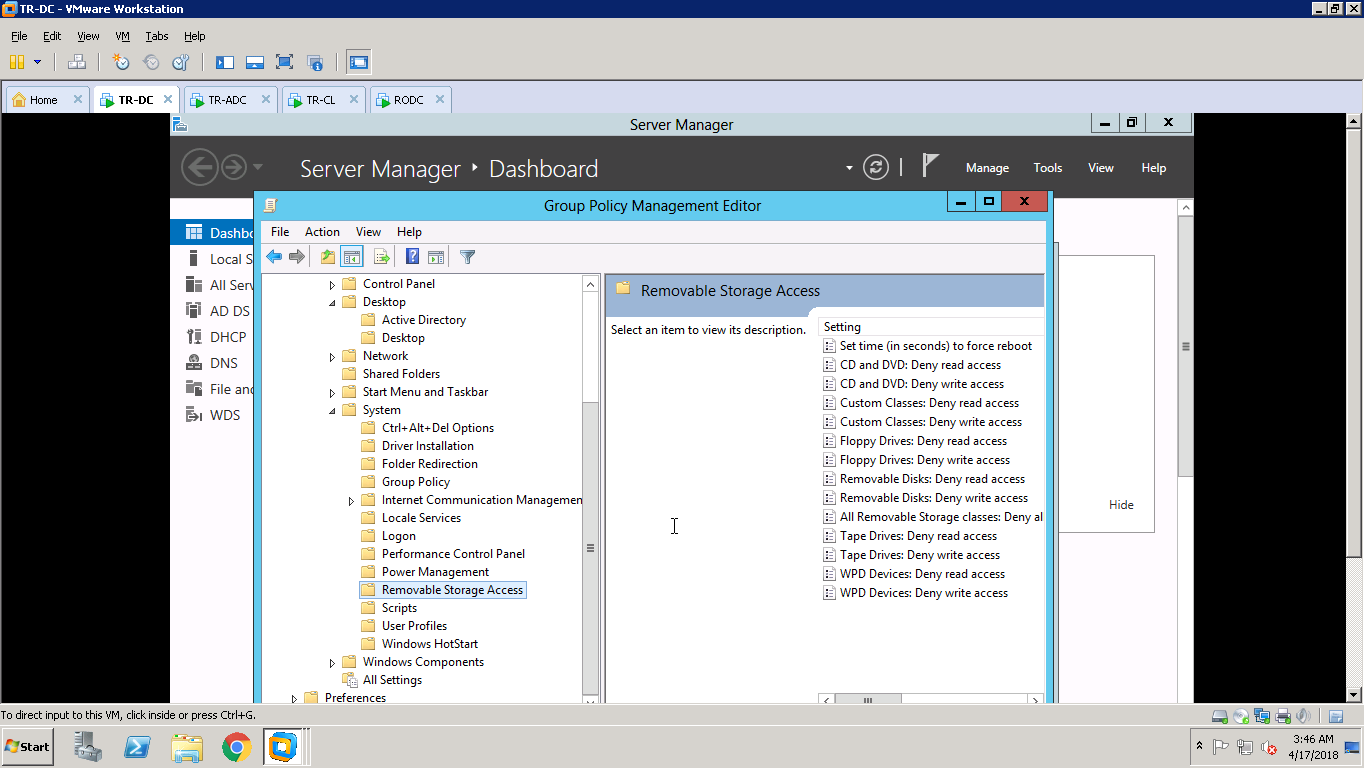 TR-DC - VMware Workstation
File Edit View VM Tabs Help
Home TR-DC TR-ADC TR-CL RODC
Server Manager
Server Manager Dashboard Manage Tools View Help
Group Policy Management Editor
File Action View Help
Dashbo
Local S
All Serv
AD DS
DHCP
DNS
File anc
WDS
Control Panel
Desktop
Active Directory
Desktop
Network
Shared Folders
Start Menu and Taskbar
System
Ctrl+Alt+Del Options
Driver Installation
Folder Redirection
Group Policy
Internet Communication Managemen
Locale Services
Logon
Performance Control Panel
Power Management
Removable Storage Access
Scripts
User Profiles
Windows HotStart
Windows Components
All Settings
Preferences
Removable Storage Access
Select an item to view its description.
Setting
Set time (in seconds) to force reboot
CD and DVD: Deny read access
CD and DVD: Deny write access
Custom Classes: Deny read access
Custom Classes: Deny write access
Floppy Drives: Deny read access
Floppy Drives: Deny write access
Removable Disks: Deny read access
Removable Disks: Deny write access
All Removable Storage classes: Deny al
Tape Drives: Deny read access
Tape Drives: Deny write access
WPD Devices: Deny read access
WPD Devices: Deny write access
Hide
To direct input to this VM, click inside or press Ctrl+G.
Start
3:46 AM
4/17/2018